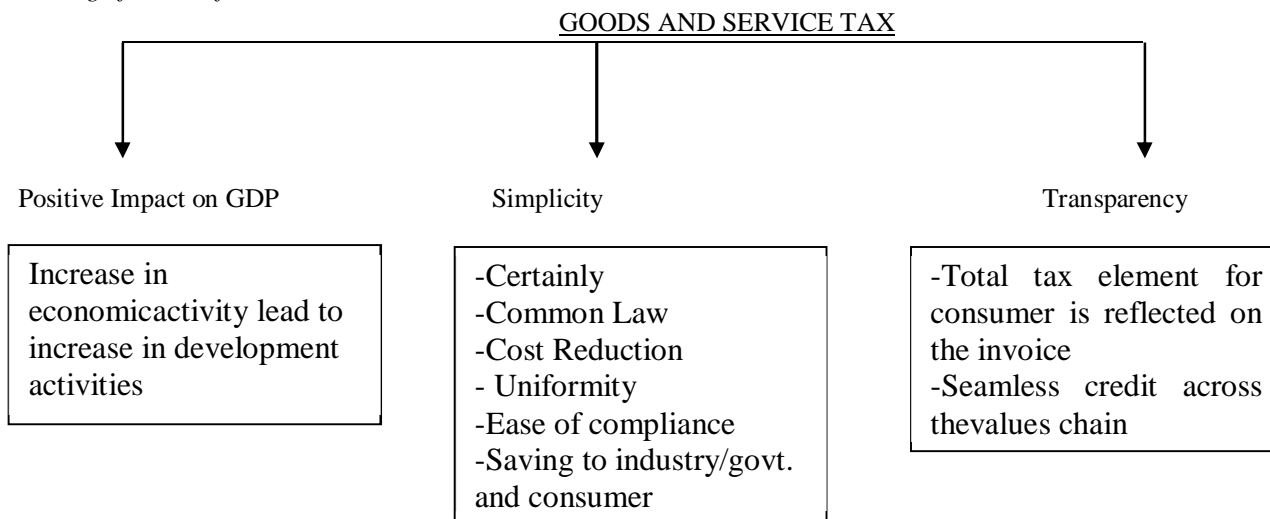 GOODS AND SERVICE TAX
Positive Impact on GDP
Simplicity
Transparency
Increase in
economicactivity lead to
increase in development
activities
-Certainly
-Common Law
-Cost Reduction
- Uniformity
-Ease of compliance
-Saving to industry/govt.
and consumer
-Total tax element for
consumer is reflected on
the invoice
-Seamless credit across
thevalues chain